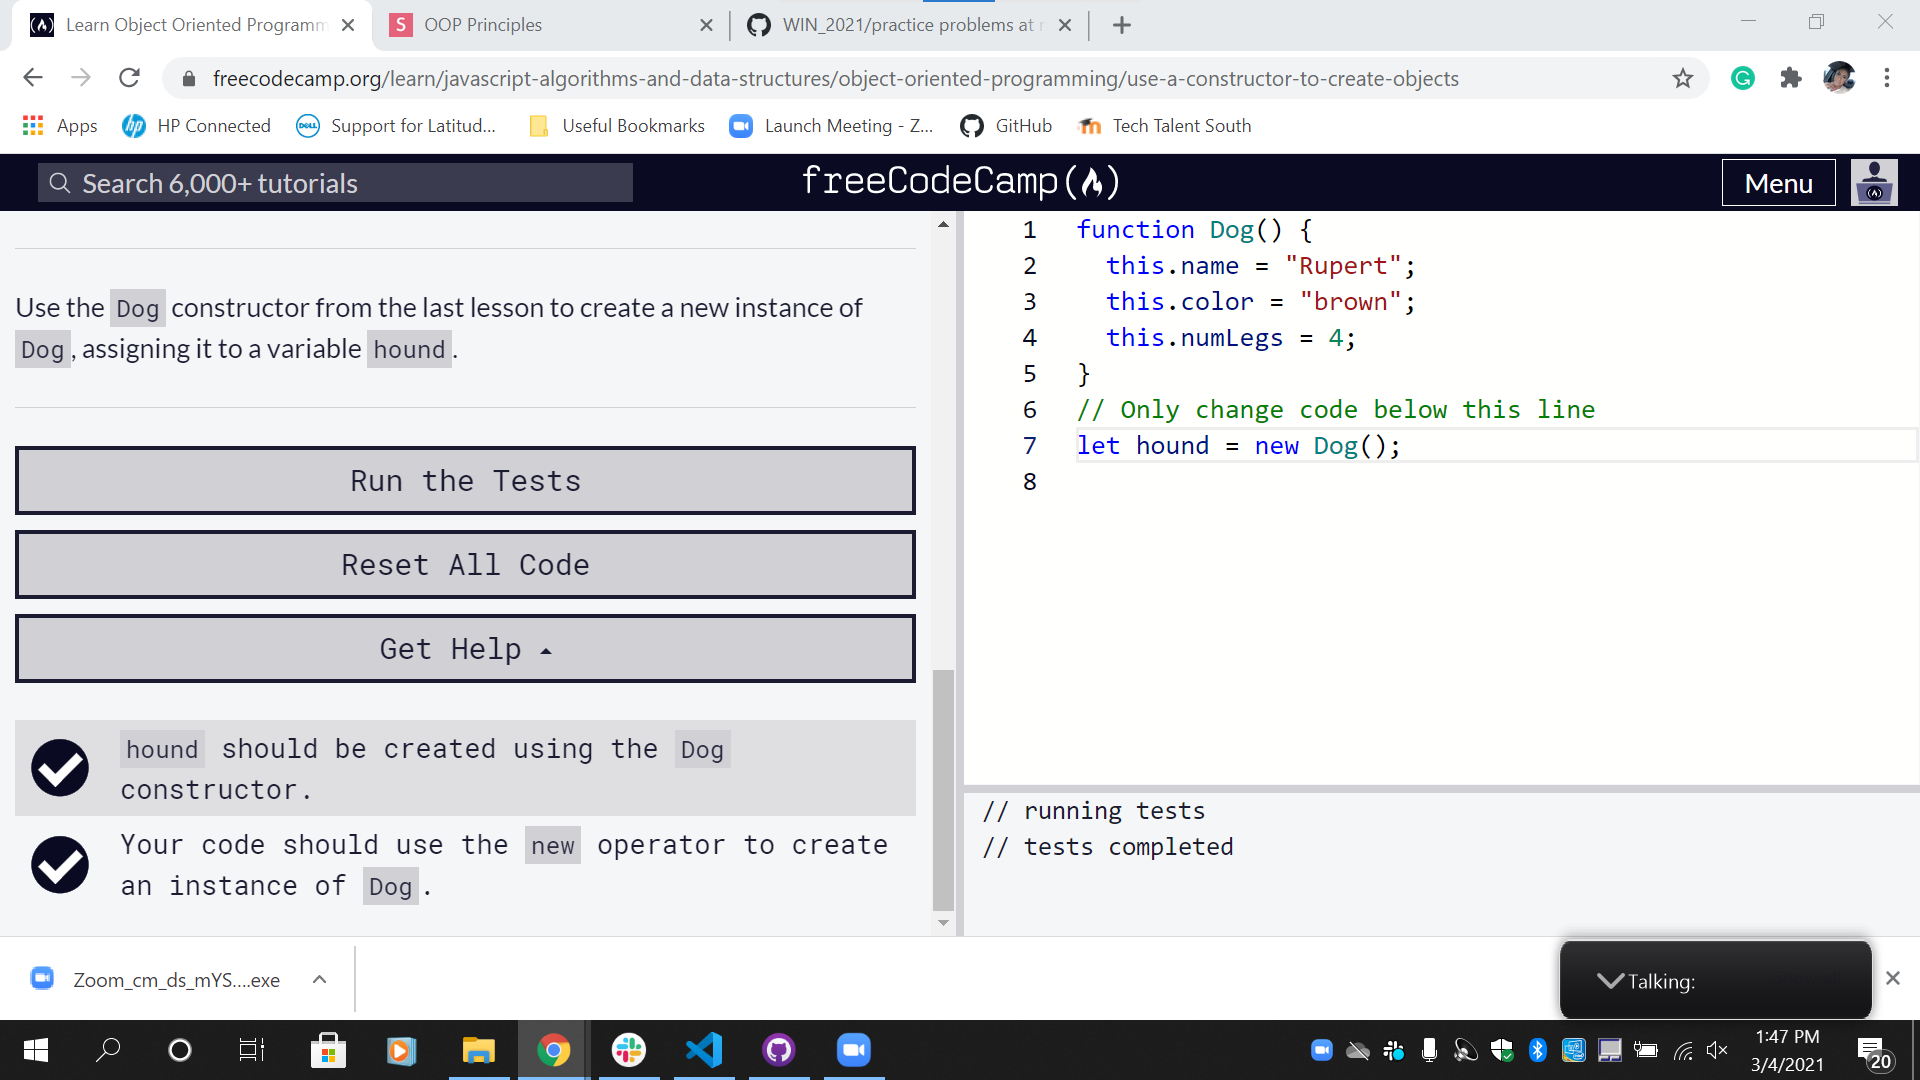 Learn Object Oriented Programm
OOP Principles
WIN_2021/practice problems at
freecodecamp.org/learn/javascript-algorithms-and-data-structures/object-oriented-programming/use-a-constructor-to-create-objects
Apps
HP Connected
Support for Latitud...
Useful Bookmarks
Launch Meeting - Z...
GitHub
Tech Talent South
Search 6,000+ tutorials
freeCodeCamp
Menu
Use the Dog constructor from the last lesson to create a new instance of
Dog, assigning it to a variable hound.
Run the Tests
Reset All Code
Get Help
hound should be created using the Dog
constructor.
Your code should use the new operator to create
an instance of Dog.
1 function Dog() {
2 this.name = "Rupert";
3 this.color = "brown";
4 this.numLegs = 4;
5 }
6 // Only change code below this line
7 let hound = new Dog();
8
// running tests
// tests completed
Zoom_cm_ds_mYS....exe
Talking:
1:47 PM
3/4/2021
20